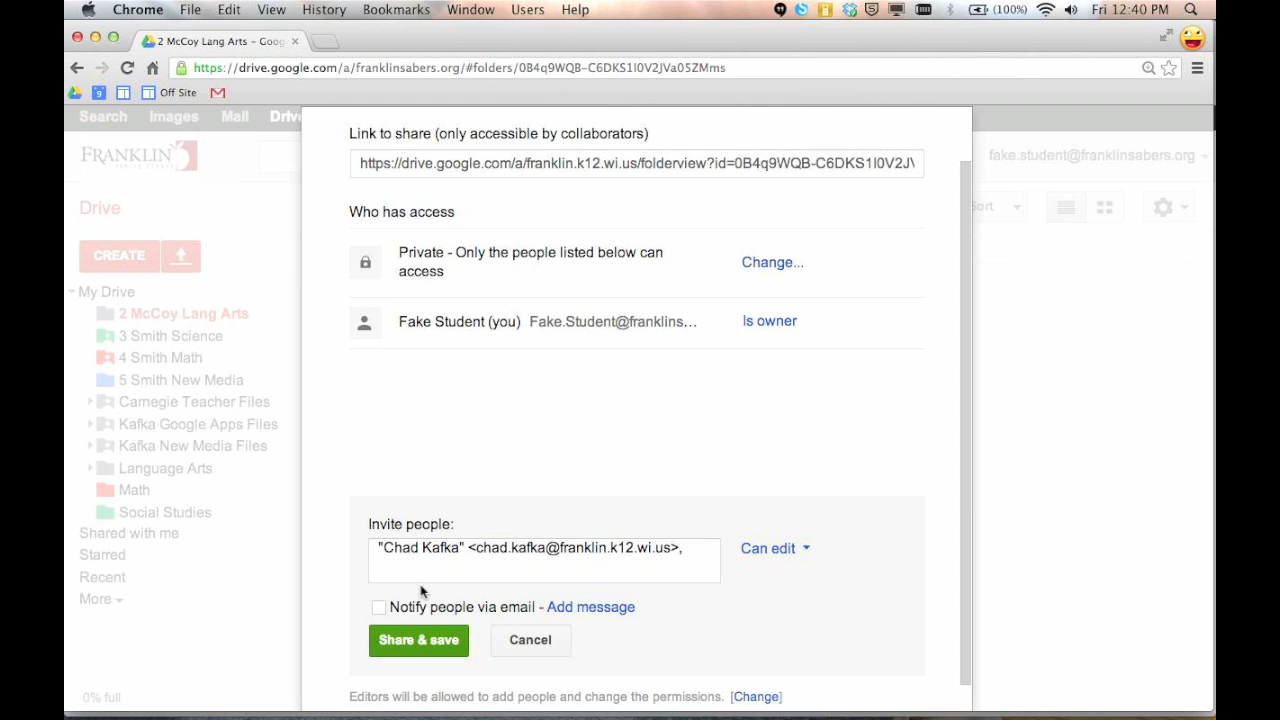 Chrome File Edit View History Bookmarks Window Users Help (100%) Fri 12:40 PM
2 McCoy Lang Arts – Goog
https://drive.google.com/a/franklinsabers.org/#folders/0B4q9WQB-C6DKS1l0V2JVa05ZMms
9 Off Site
Search Images Mail Drive
Link to share (only accessible by collaborators)
FRANKLIN
https://drive.google.com/a/franklin.k12.wi.us/folderview?id=0B4q9WQB-C6DKS1l0V2J\
fake.student@franklinsabers.org
Drive
Who has access
Sort
CREATE
Private - Only the people listed below can
access
Change...
My Drive
2 McCoy Lang Arts
Fake Student (you) Fake.Student@franklins... Is owner
3 Smith Science
4 Smith Math
5 Smith New Media
Carnegie Teacher Files
Kafka Google Apps Files
Kafka New Media Files
Language Arts
Math
Social Studies
Shared with me
Starred
Recent
More
Invite people:
"Chad Kafka" <chad.kafka@franklin.k12.wi.us>, Can edit
Notify people via email - Add message
Share & save Cancel
0% full
Editors will be allowed to add people and change the permissions. [Change]